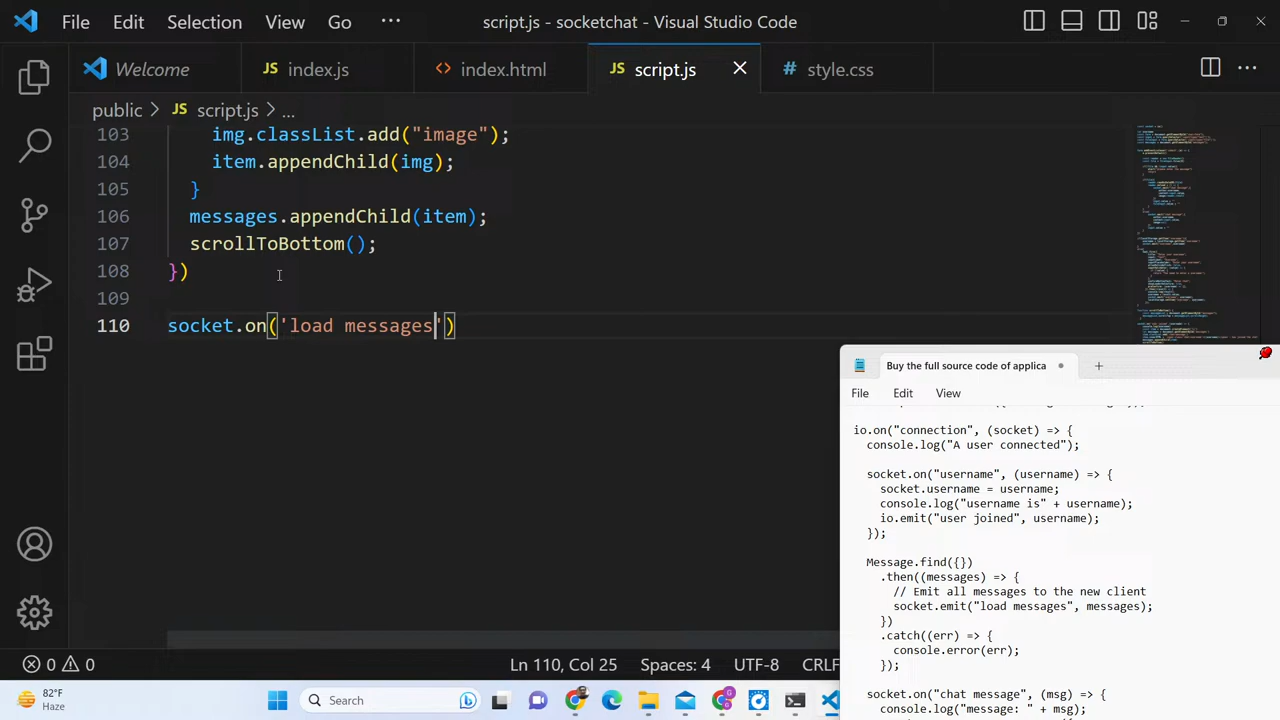 File Edit Selection View Go ··· script.js - socketchat - Visual Studio Code
Welcome JS index.js <> index.html JS script.js # style.css ···
public > JS script.js > ...
103 img.classList.add("image");
104 item.appendChild(img);
105 }
106 messages.appendChild(item);
107 scrollToBottom();
108 })
109
110 socket.on('load messages')
Buy the full source code of applica
File Edit View
io.on("connection", (socket) => {
console.log("A user connected");
socket.on("username", (username) => {
socket.username = username;
console.log("username is" + username);
io.emit("user joined", username);
});
Message.find({})
.then((messages) => {
// Emit all messages to the new client
socket.emit("load messages", messages);
})
.catch((err) => {
console.error(err);
});
socket.on("chat message", (msg) => {
console.log("message: " + msg);
0 0 Ln 110, Col 25 Spaces: 4 UTF-8 CRLF
82°F
Haze
Search